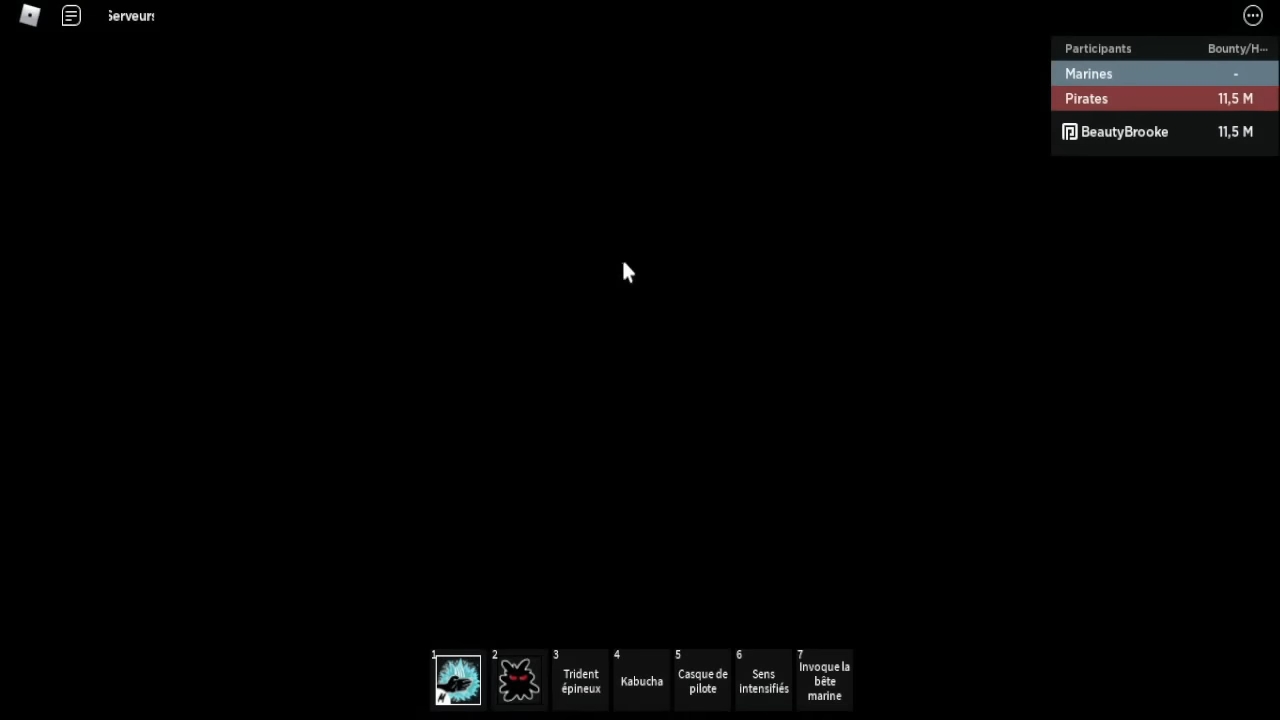 Serveurs
Participants Bounty/H...
Marines -
Pirates 11,5 M
BeautyBrooke 11,5 M
1
2
3
Trident
épineux
4
Kabucha
5
Casque de
pilote
6
Sens
intensifiés
7
Invoque la
bête
marine